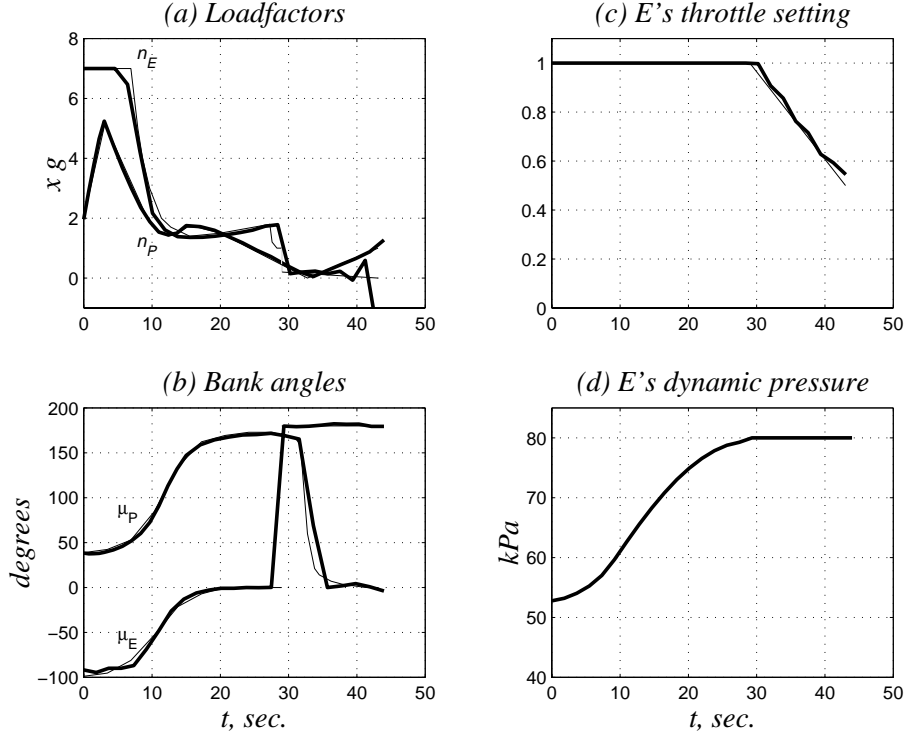 (a) Loadfactors
(c) E's throttle setting
8
6
4
2
0
x g
n_E
n_P
0 10 20 30 40 50
1
0.8
0.6
0.4
0.2
0
0 10 20 30 40 50
(b) Bank angles
(d) E's dynamic pressure
200
150
100
50
0
−50
−100
degrees
μ_P
μ_E
0 10 20 30 40 50
t, sec.
80
70
60
50
40
kPa
0 10 20 30 40 50
t, sec.